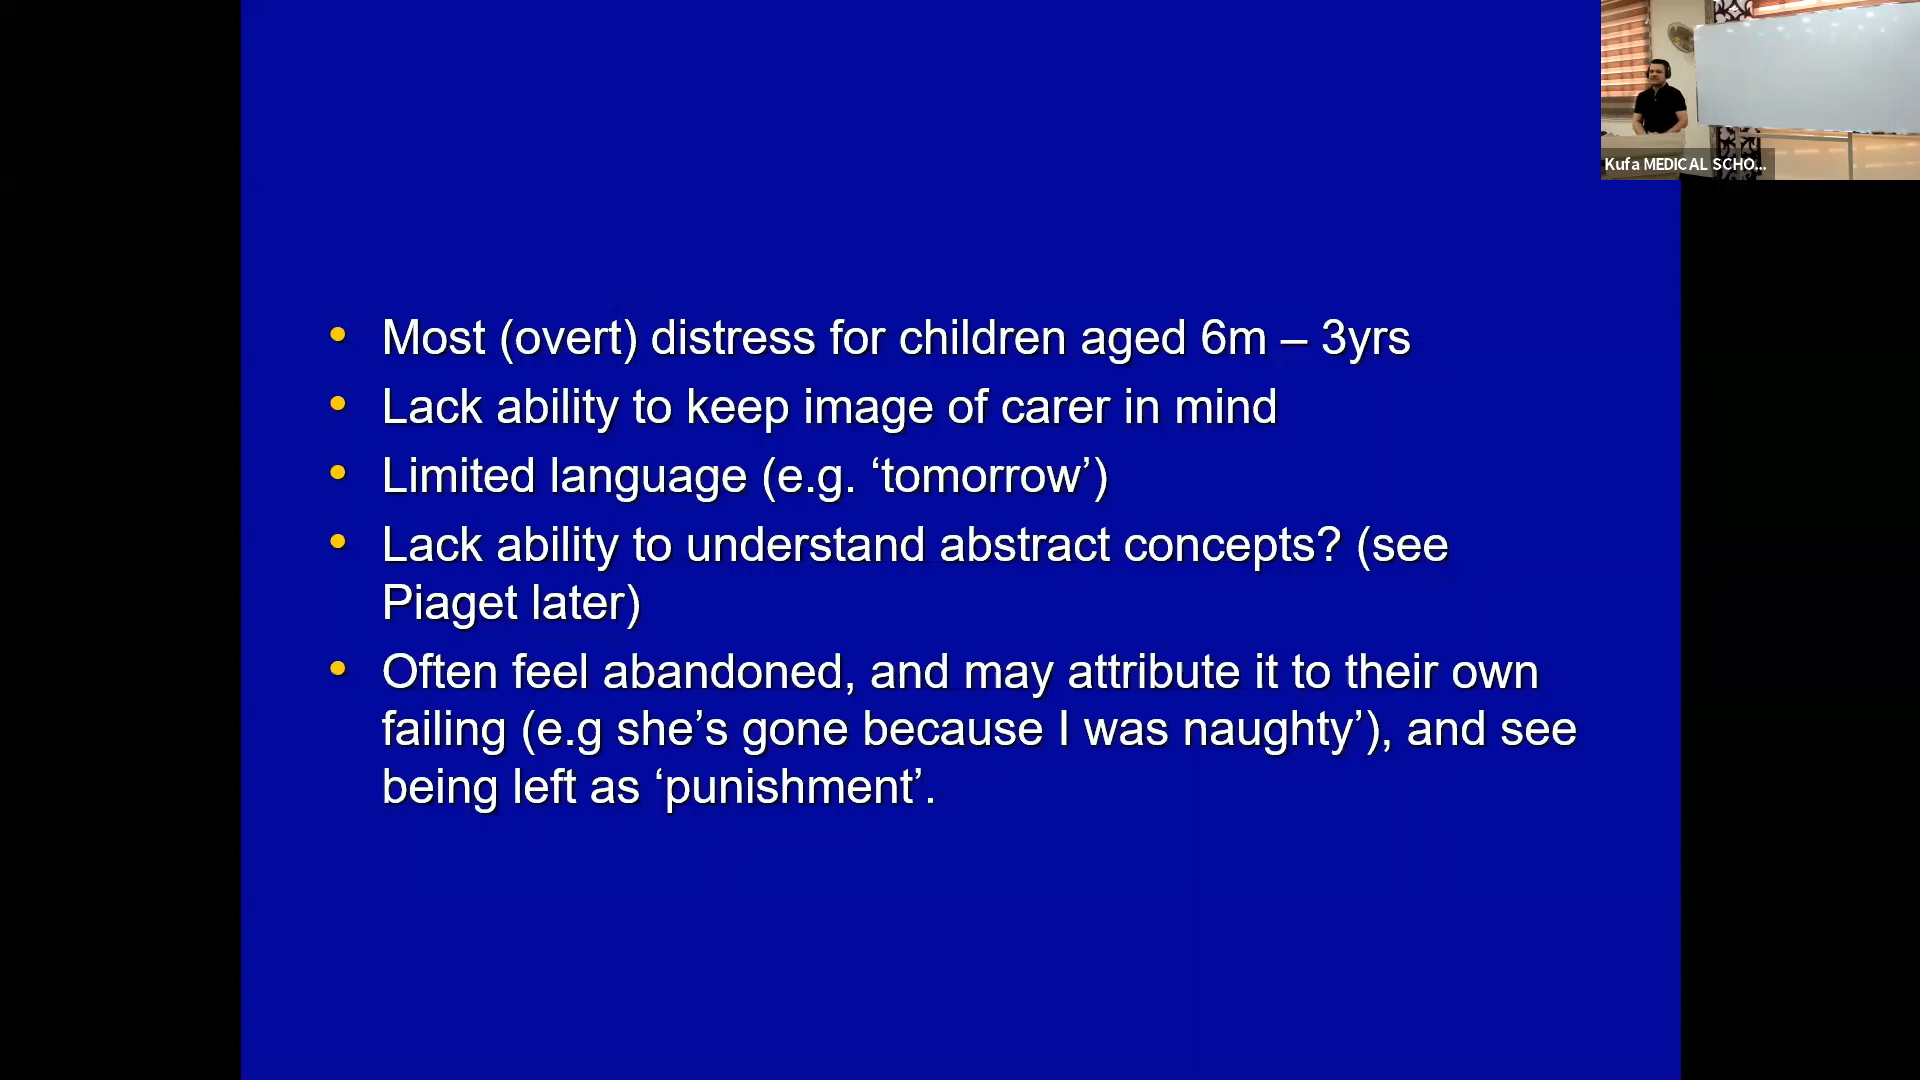 Kufa MEDICAL SCHO...
• Most (overt) distress for children aged 6m – 3yrs
• Lack ability to keep image of carer in mind
• Limited language (e.g. ‘tomorrow’)
• Lack ability to understand abstract concepts? (see
Piaget later)
• Often feel abandoned, and may attribute it to their own
failing (e.g she’s gone because I was naughty’), and see
being left as ‘punishment’.